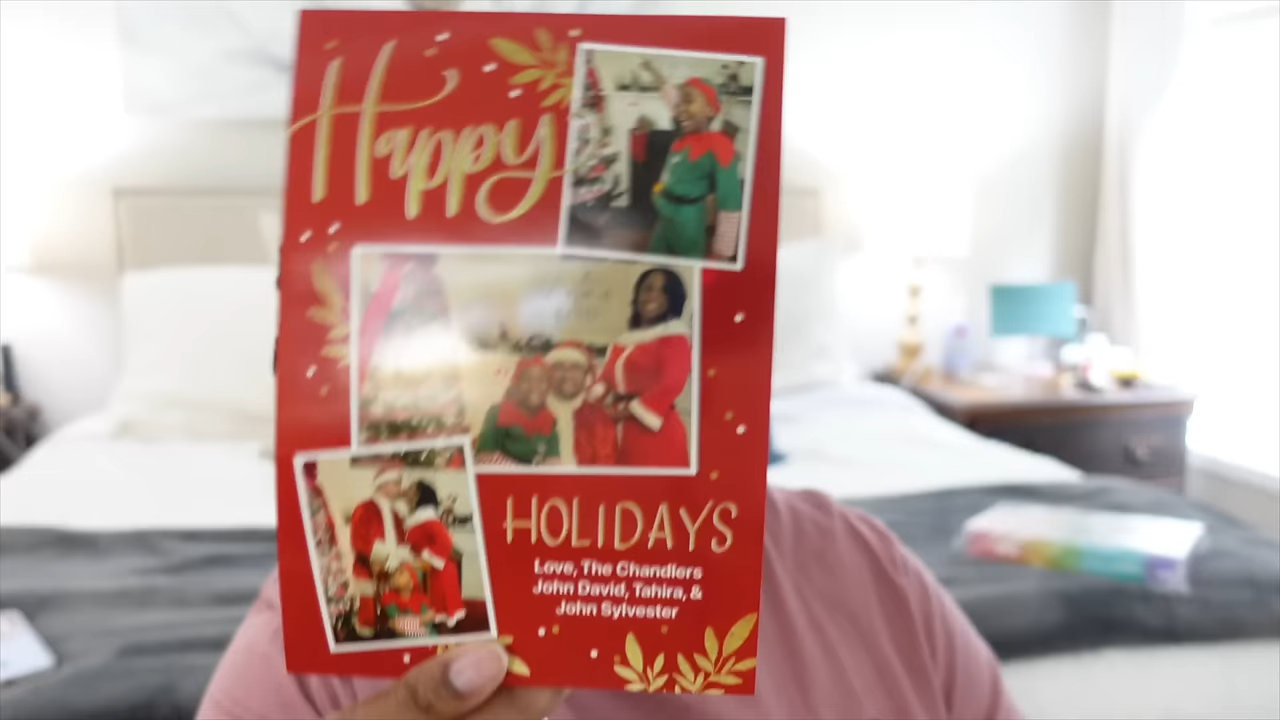 Happy
HOLIDAYS
Love, The Chandlers
John David, Tahira, &
John Sylvester